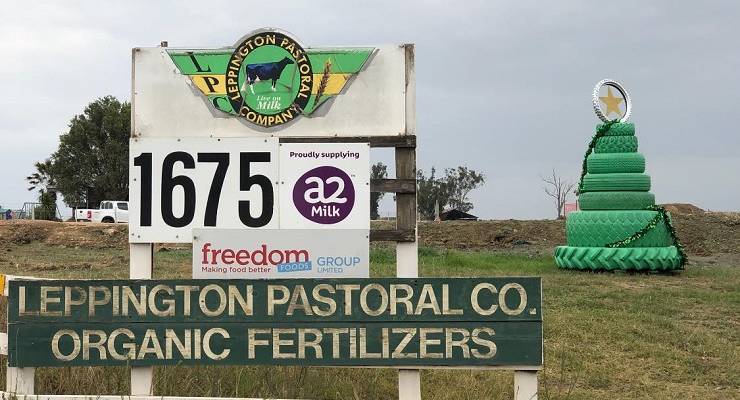 LPC
LEPPINGTON PASTORAL
COMPANY
Live on
Milk
1675
Proudly supplying
a2
Milk
freedom
FOODS
GROUP
LIMITED
Making food better
LEPPINGTON PASTORAL CO.
ORGANIC FERTILIZERS